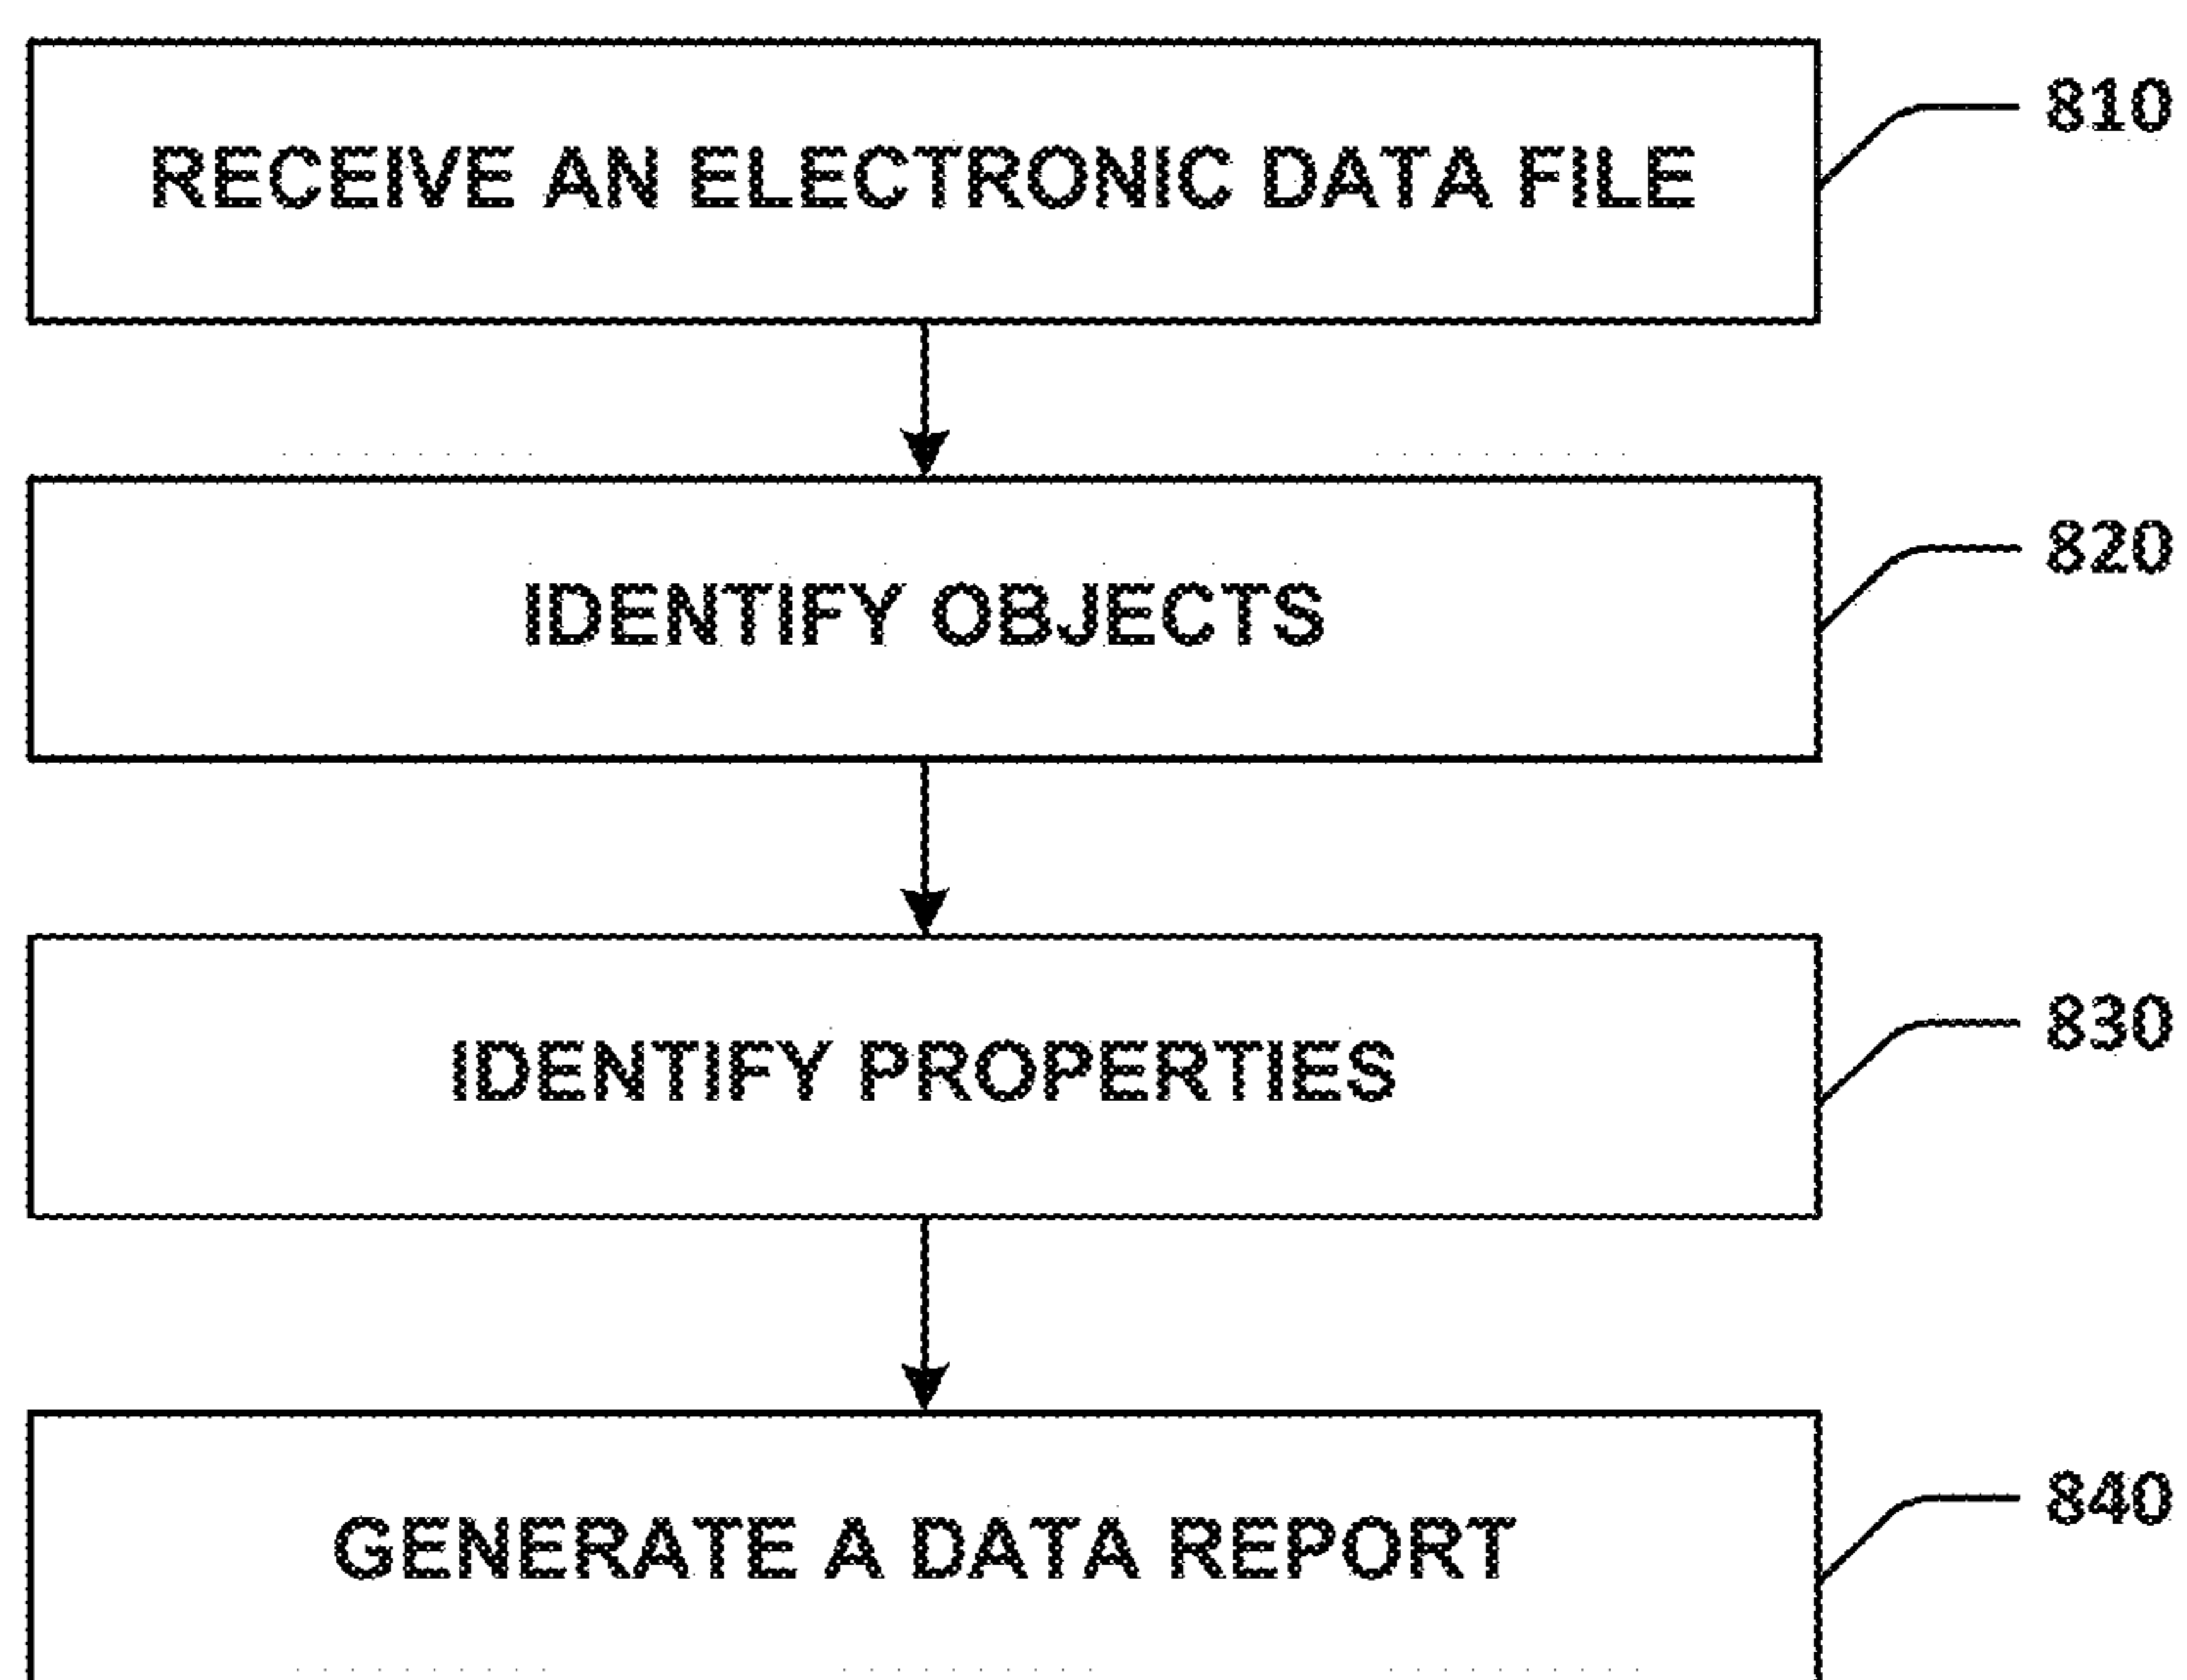 RECEIVE AN ELECTRONIC DATA FILE
810
IDENTIFY OBJECTS
820
IDENTIFY PROPERTIES
830
GENERATE A DATA REPORT
840